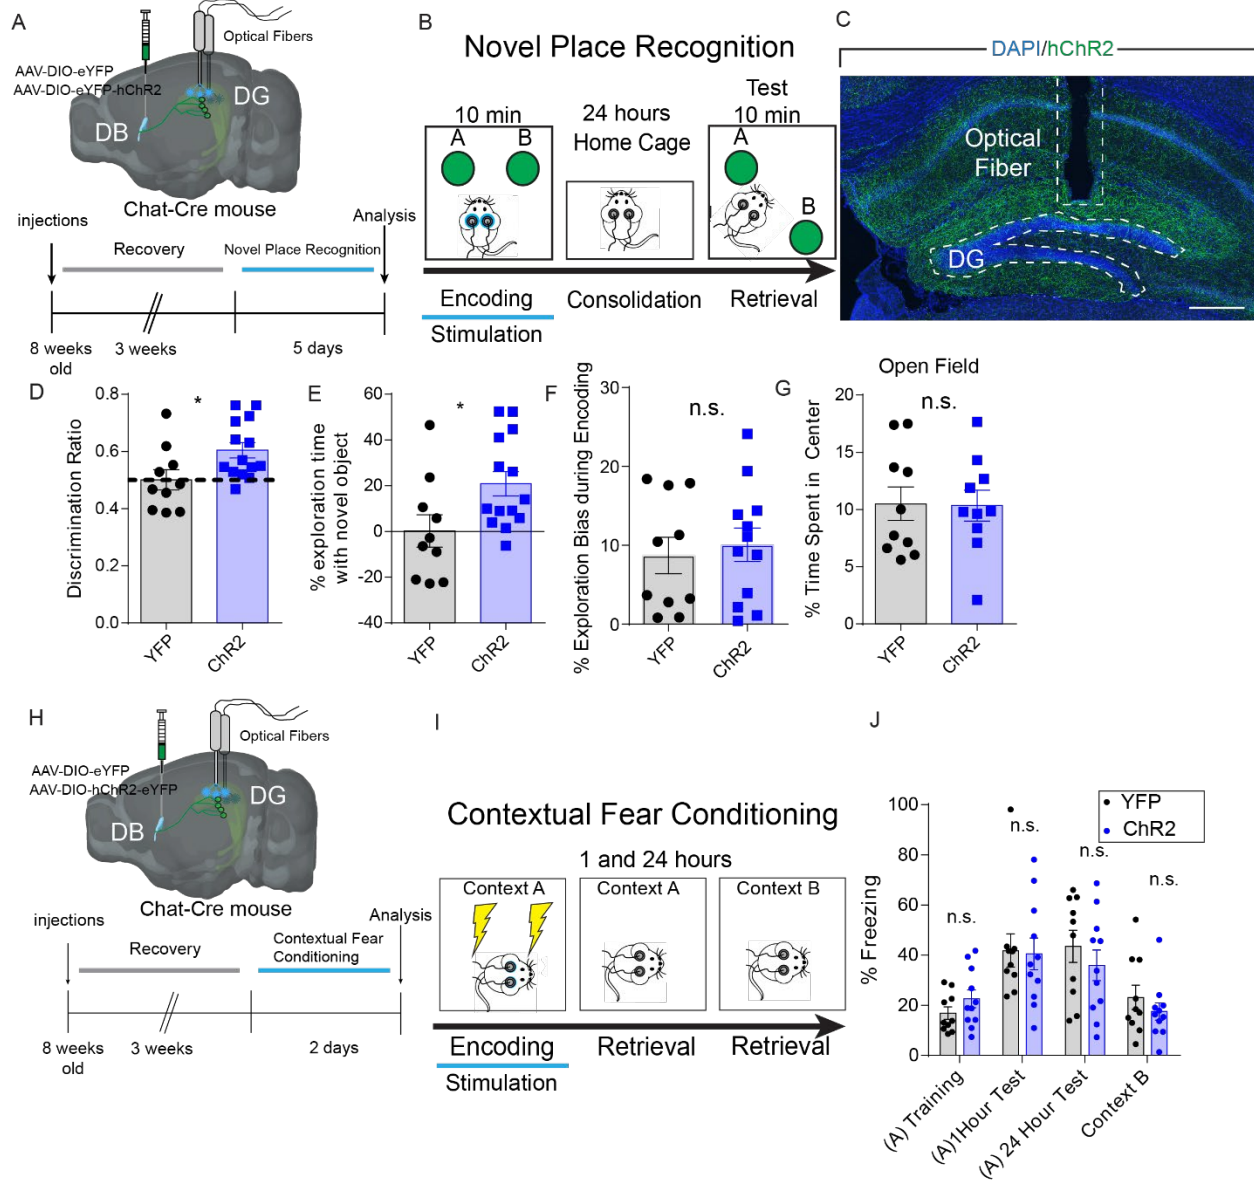 A
Optical Fibers
AAV-DIO-eYFP
AAV-DIO-eYFP-hChR2
DG
DB
Chat-Cre mouse
injections
Analysis
Recovery
Novel Place Recognition
8 weeks
old
3 weeks
5 days
B
Novel Place Recognition
10 min
24 hours
Home Cage
Test
10 min
A
B
A
B
Encoding
Consolidation
Retrieval
Stimulation
C
DAPI/hChR2
Optical
Fiber
DG
D
Discrimination Ratio
0.8
0.6
0.4
0.2
0.0
*
YFP
ChR2
E
% exploration time
with novel object
60
40
20
0
-20
-40
*
YFP
ChR2
F
% Exploration Bias during Encoding
30
20
10
0
n.s.
YFP
ChR2
G
Open Field
% Time Spent in Center
20
15
10
5
0
n.s.
YFP
ChR2
H
Optical Fibers
AAV-DIO-eYFP
AAV-DIO-hChR2-eYFP
DG
DB
Chat-Cre mouse
injections
Analysis
Recovery
Contextual Fear
Conditioning
8 weeks
old
3 weeks
2 days
I
Contextual Fear Conditioning
1 and 24 hours
Context A
Context A
Context B
Encoding
Retrieval
Retrieval
Stimulation
J
YFP
ChR2
% Freezing
100
80
60
40
20
0
n.s.
n.s.
n.s.
n.s.
(A) Training
(A)1Hour Test
(A) 24 Hour Test
Context B